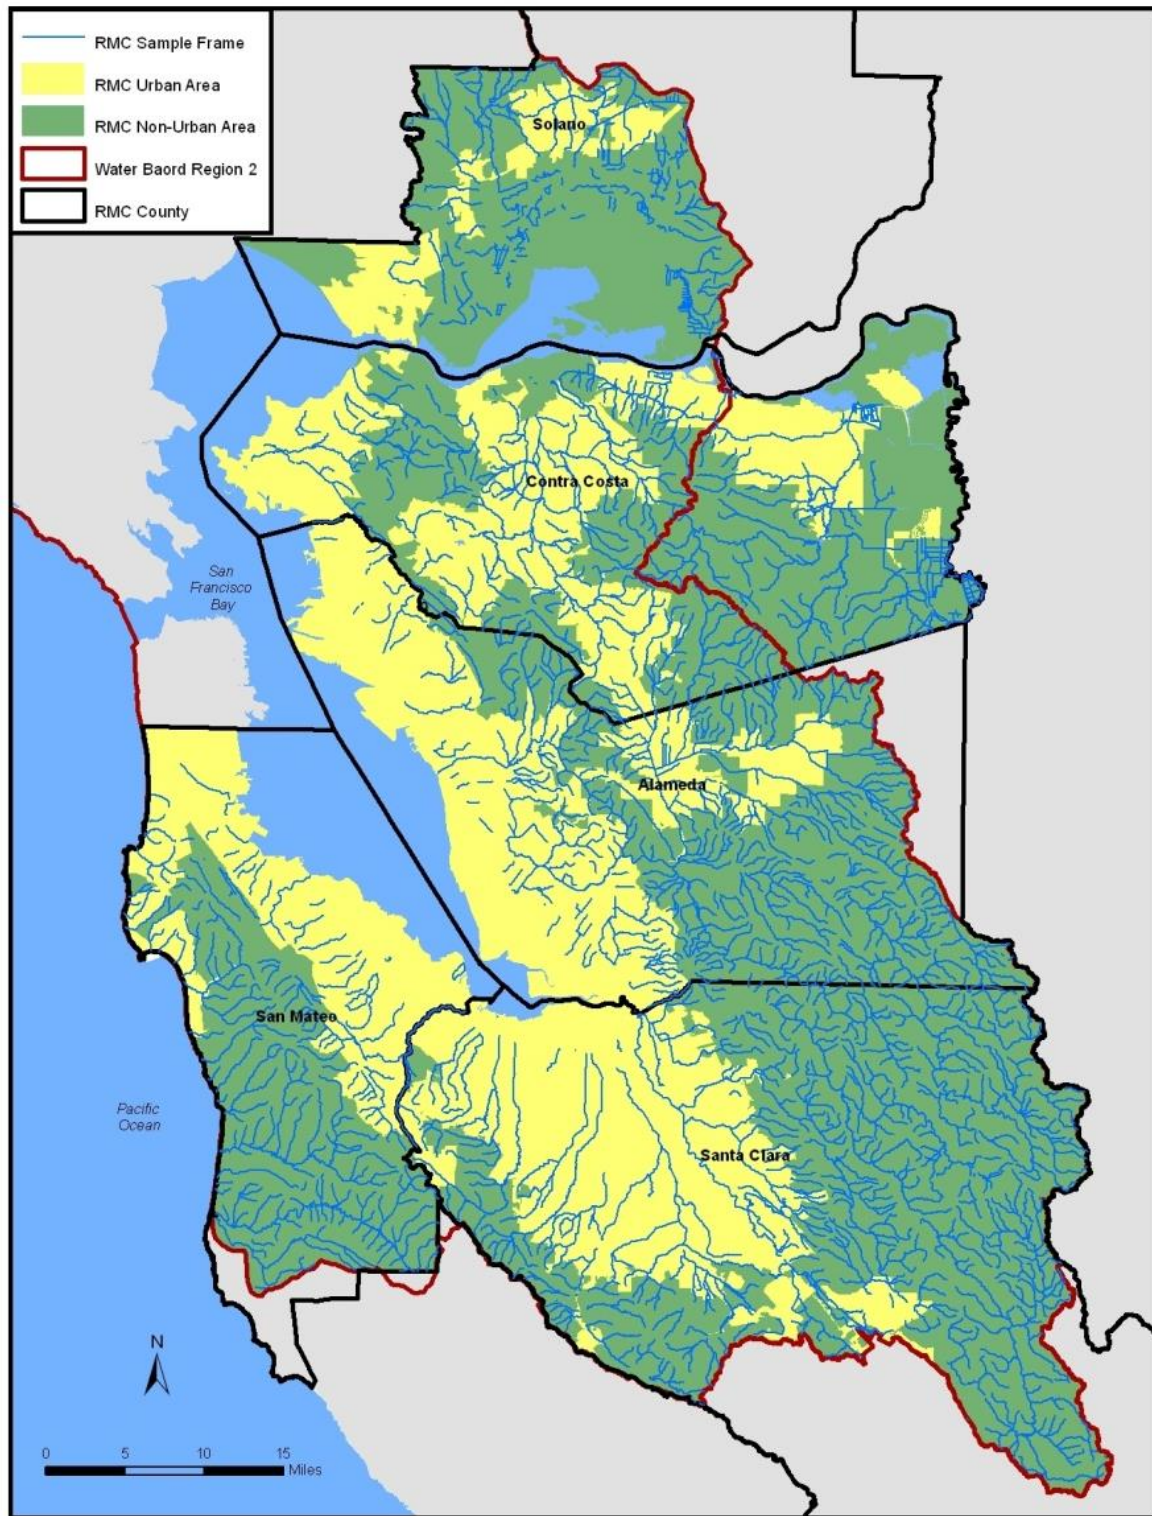 RMC Sample Frame
RMC Urban Area
RMC Non-Urban Area
Water Baord Region 2
RMC County
Solano
Contra Costa
San
Francisco
Bay
Alameda
San Mateo
Pacific
Ocean
Santa Clara
N
0 5 10 15
Miles